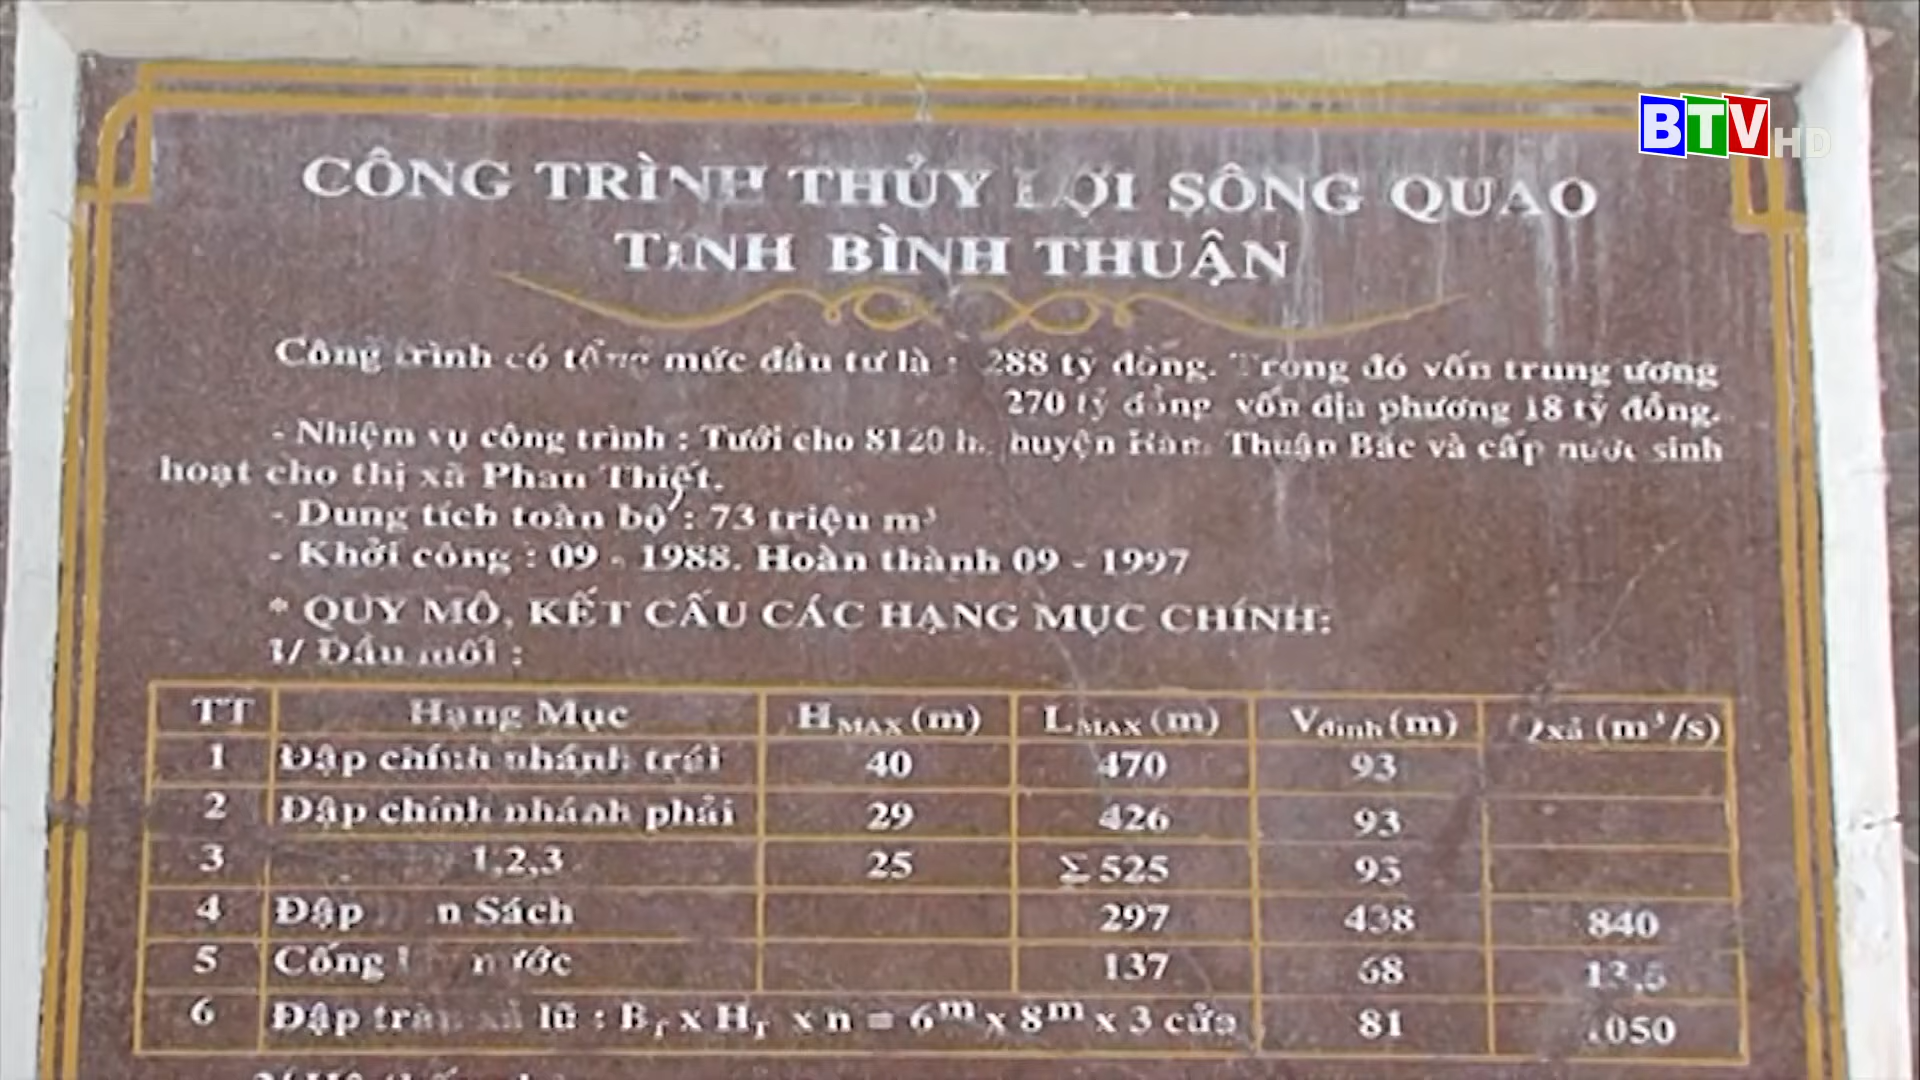 BTV HD
CÔNG TRÌNH THỦY LỢI SÔNG QUAO
TỈNH BÌNH THUẬN
Công trình có tổng mức đầu tư là : 288 tỷ đồng. Trong đó vốn trung ương
270 tỷ đồng vốn địa phương 18 tỷ đồng.
- Nhiệm vụ công trình : Tưới cho 8120 huyện Hàm Thuận Bắc và cấp nước sinh
hoạt cho thị xã Phan Thiết.
- Dung tích toàn bộ : 73 triệu m³
- Khởi công : 09 - 1988. Hoàn thành 09 - 1997
* QUY MÔ, KẾT CẤU CÁC HẠNG MỤC CHÍNH:
1/ Đầu mối :
TT Hạng Mục HMAX (m) LMAX (m) Vđỉnh (m) Qxả (m³/s)
1 Đập chính nhánh trái 40 470 93
2 Đập chính nhánh phải 29 426 93
3 1,2,3 25 Σ 525 93
4 Đập Sách 297 438 840
5 Cống nước 137 68 13,5
6 Đập tràn xả lũ : BT x HT x n = 6m x 8m x 3 cửa 81 1050